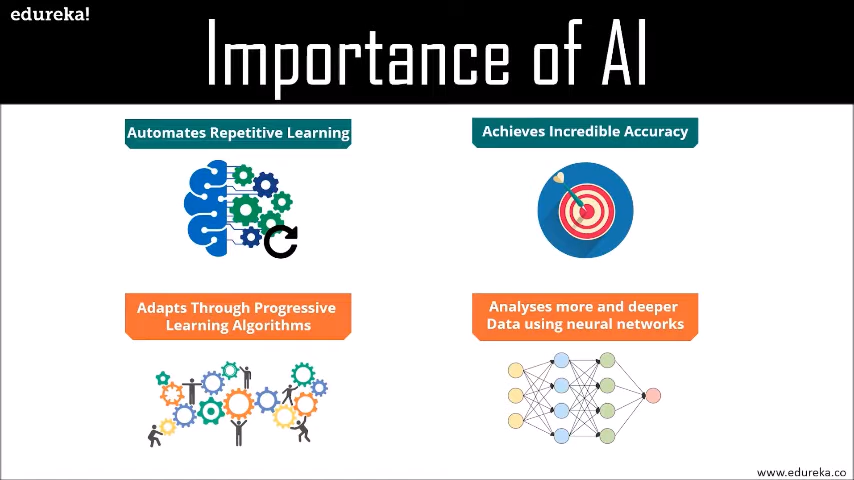 edureka!
Importance of AI
Automates Repetitive Learning
Achieves Incredible Accuracy
Adapts Through Progressive
Learning Algorithms
Analyses more and deeper
Data using neural networks
www.edureka.co